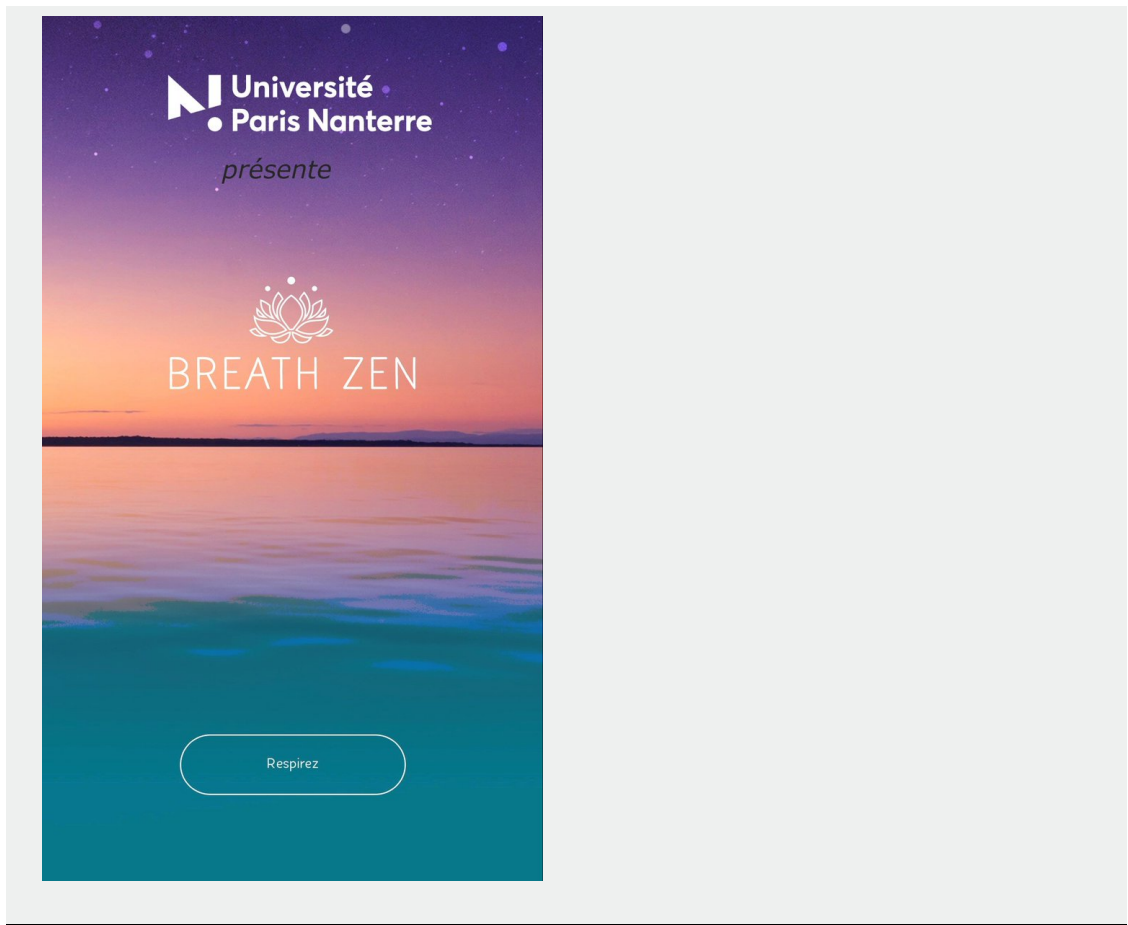 Université
Paris Nanterre
présente
BREATH ZEN
Respirez